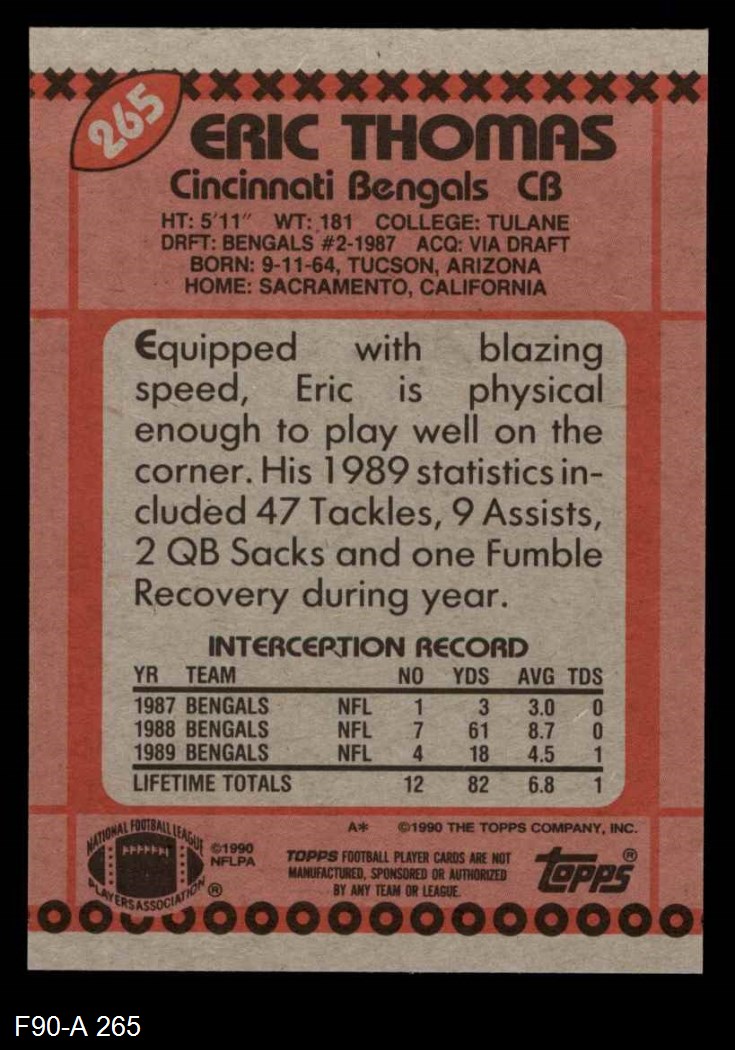 265
ERIC THOMAS
Cincinnati Bengals CB
HT: 5'11" WT: 181 COLLEGE: TULANE
DRFT: BENGALS #2-1987 ACQ: VIA DRAFT
BORN: 9-11-64, TUCSON, ARIZONA
HOME: SACRAMENTO, CALIFORNIA
Equipped with blazing
speed, Eric is physical
enough to play well on the
corner. His 1989 statistics in-
cluded 47 Tackles, 9 Assists,
2 QB Sacks and one Fumble
Recovery during year.
INTERCEPTION RECORD
YR TEAM NO YDS AVG TDS
1987 BENGALS NFL 1 3 3.0 0
1988 BENGALS NFL 7 61 8.7 0
1989 BENGALS NFL 4 18 4.5 1
LIFETIME TOTALS 12 82 6.8 1
A* ©1990 THE TOPPS COMPANY, INC.
NATIONAL FOOTBALL LEAGUE
PLAYERS ASSOCIATION ®
©1990
NFLPA
TOPPS FOOTBALL PLAYER CARDS ARE NOT
MANUFACTURED, SPONSORED OR AUTHORIZED
BY ANY TEAM OR LEAGUE.
TOPPS®
F90-A 265